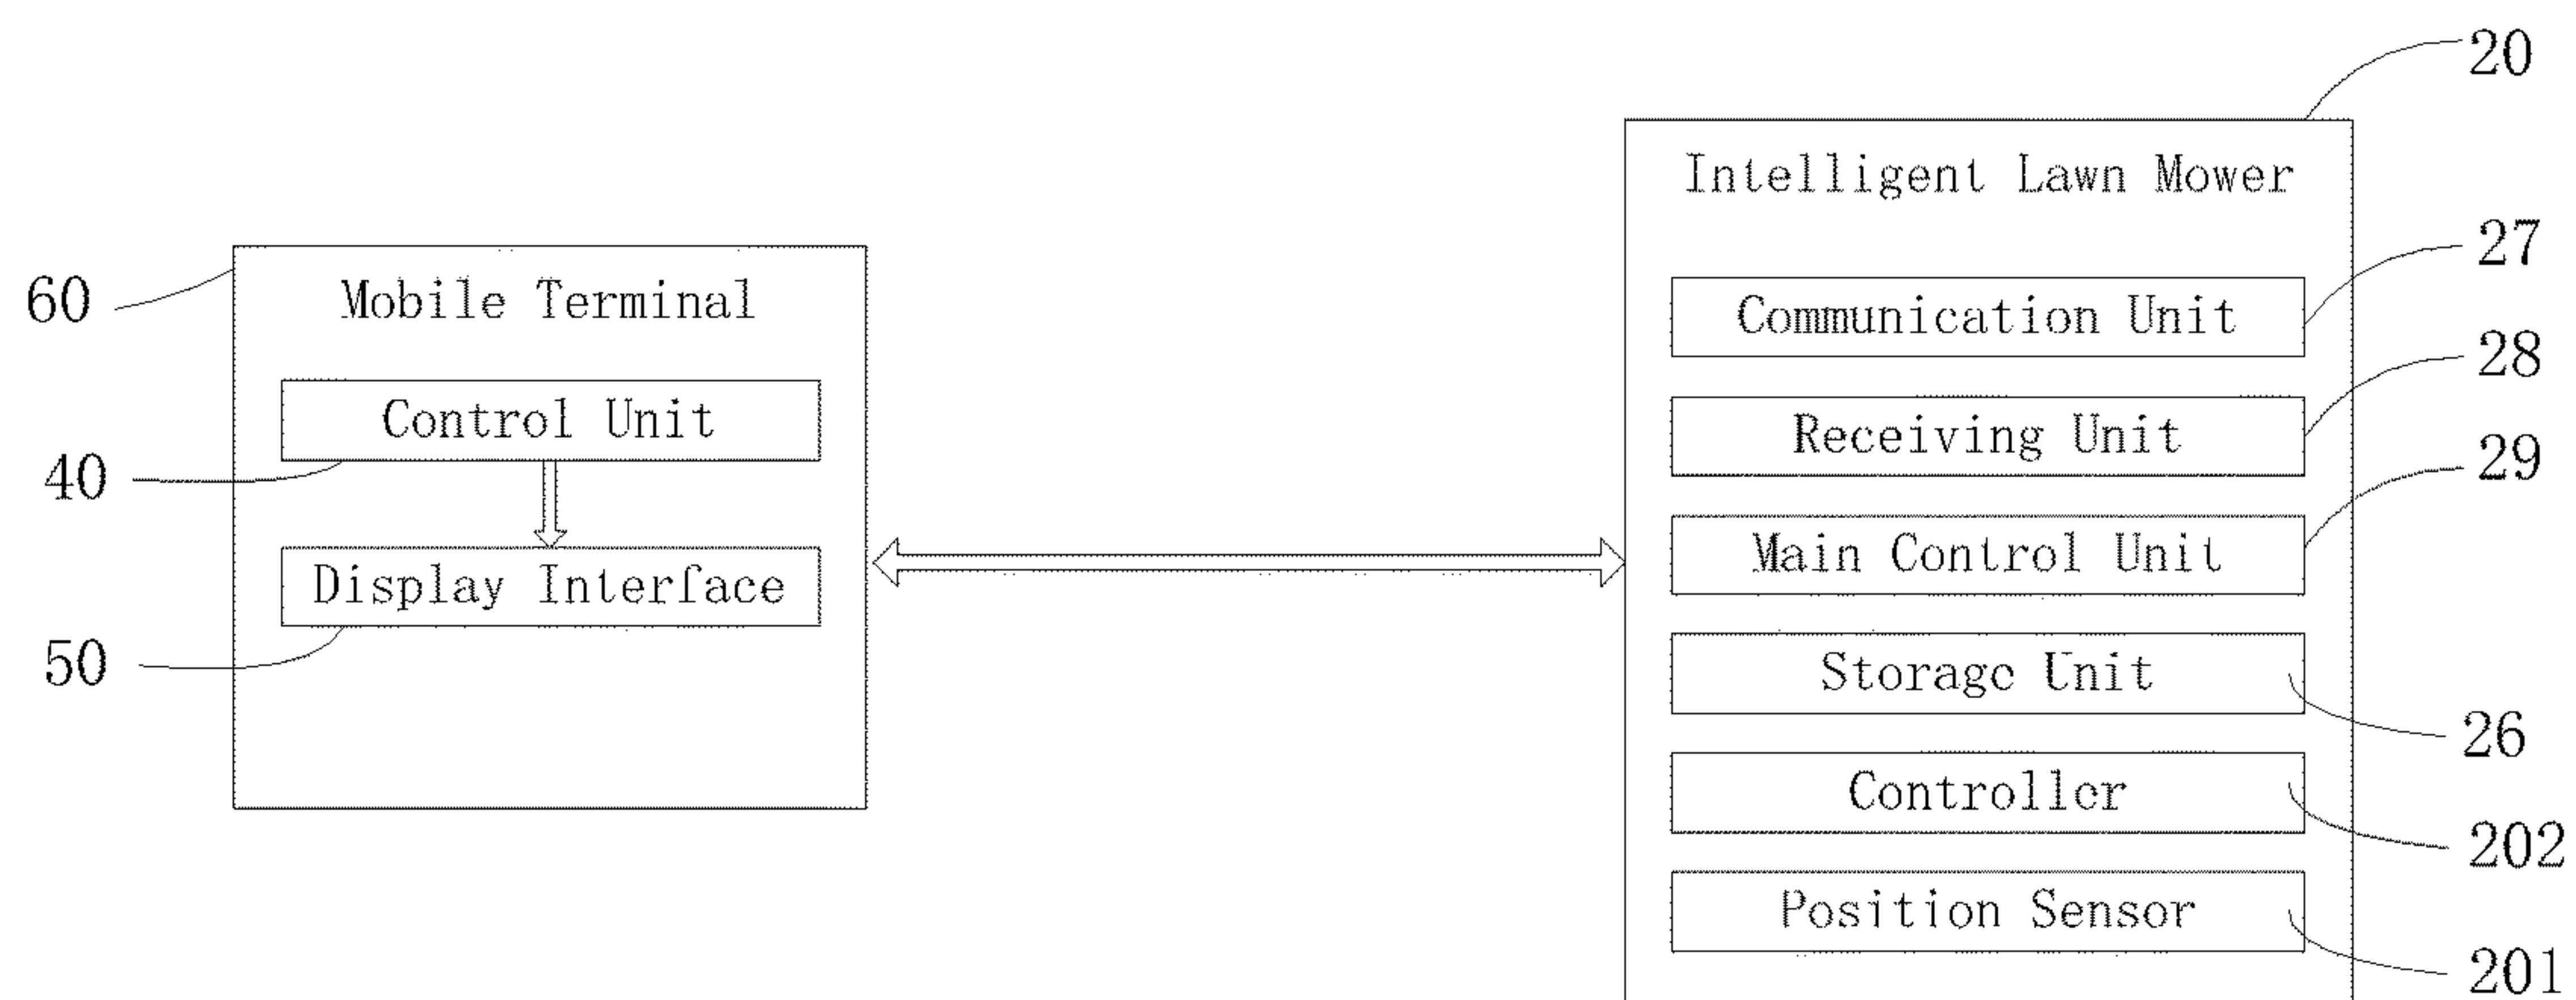 20
Intelligent Lawn Mower
27
Communication Unit
60
Mobile Terminal
28
Receiving Unit
Control Unit
29
40
Main Control Unit
Display Interface
50
Storage Unit
26
Controller
202
Position Sensor
201